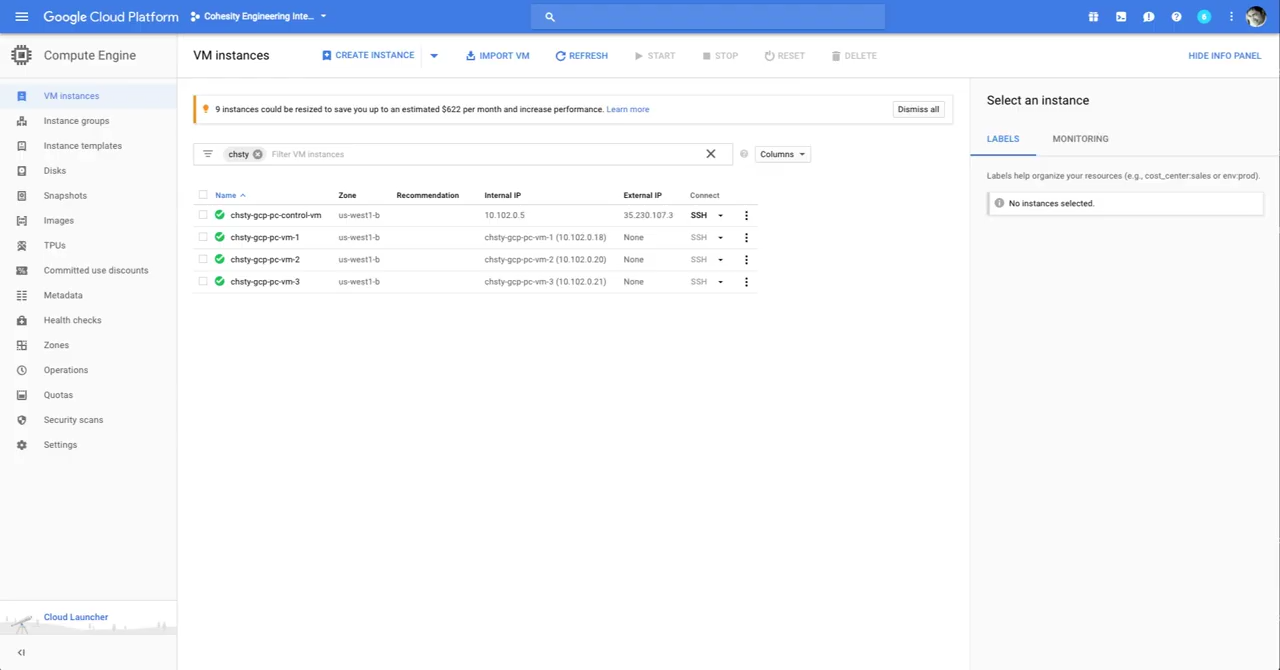 Google Cloud Platform
Cohesity Engineering Inte...
6
Compute Engine
VM instances
CREATE INSTANCE
IMPORT VM
REFRESH
START
STOP
RESET
DELETE
HIDE INFO PANEL
VM instances
Instance groups
Instance templates
Disks
Snapshots
Images
TPUs
Committed use discounts
Metadata
Health checks
Zones
Operations
Quotas
Security scans
Settings
Cloud Launcher
9 instances could be resized to save you up to an estimated $622 per month and increase performance. Learn more
Dismiss all
chsty Filter VM instances
Columns
Name Zone Recommendation Internal IP External IP Connect
chsty-gcp-pc-control-vm us-west1-b 10.102.0.5 35.230.107.3 SSH
chsty-gcp-pc-vm-1 us-west1-b chsty-gcp-pc-vm-1 (10.102.0.18) None SSH
chsty-gcp-pc-vm-2 us-west1-b chsty-gcp-pc-vm-2 (10.102.0.20) None SSH
chsty-gcp-pc-vm-3 us-west1-b chsty-gcp-pc-vm-3 (10.102.0.21) None SSH
Select an instance
LABELS MONITORING
Labels help organize your resources (e.g., cost_center:sales or env:prod).
No instances selected.